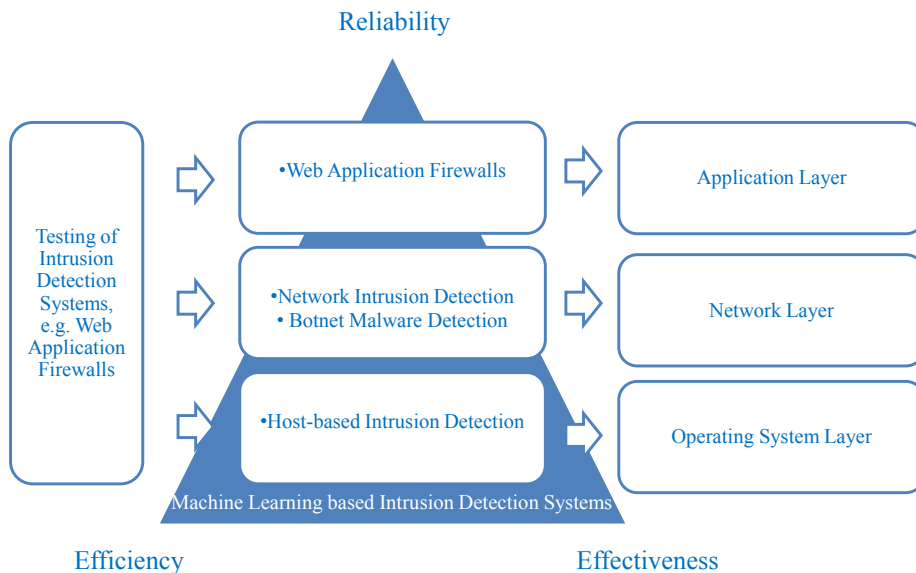 Reliability
Testing of
Intrusion
Detection
Systems,
e.g. Web
Application
Firewalls
•Web Application Firewalls
Application Layer
•Network Intrusion Detection
• Botnet Malware Detection
Network Layer
•Host-based Intrusion Detection
Operating System Layer
Machine Learning based Intrusion Detection Systems
Efficiency
Effectiveness